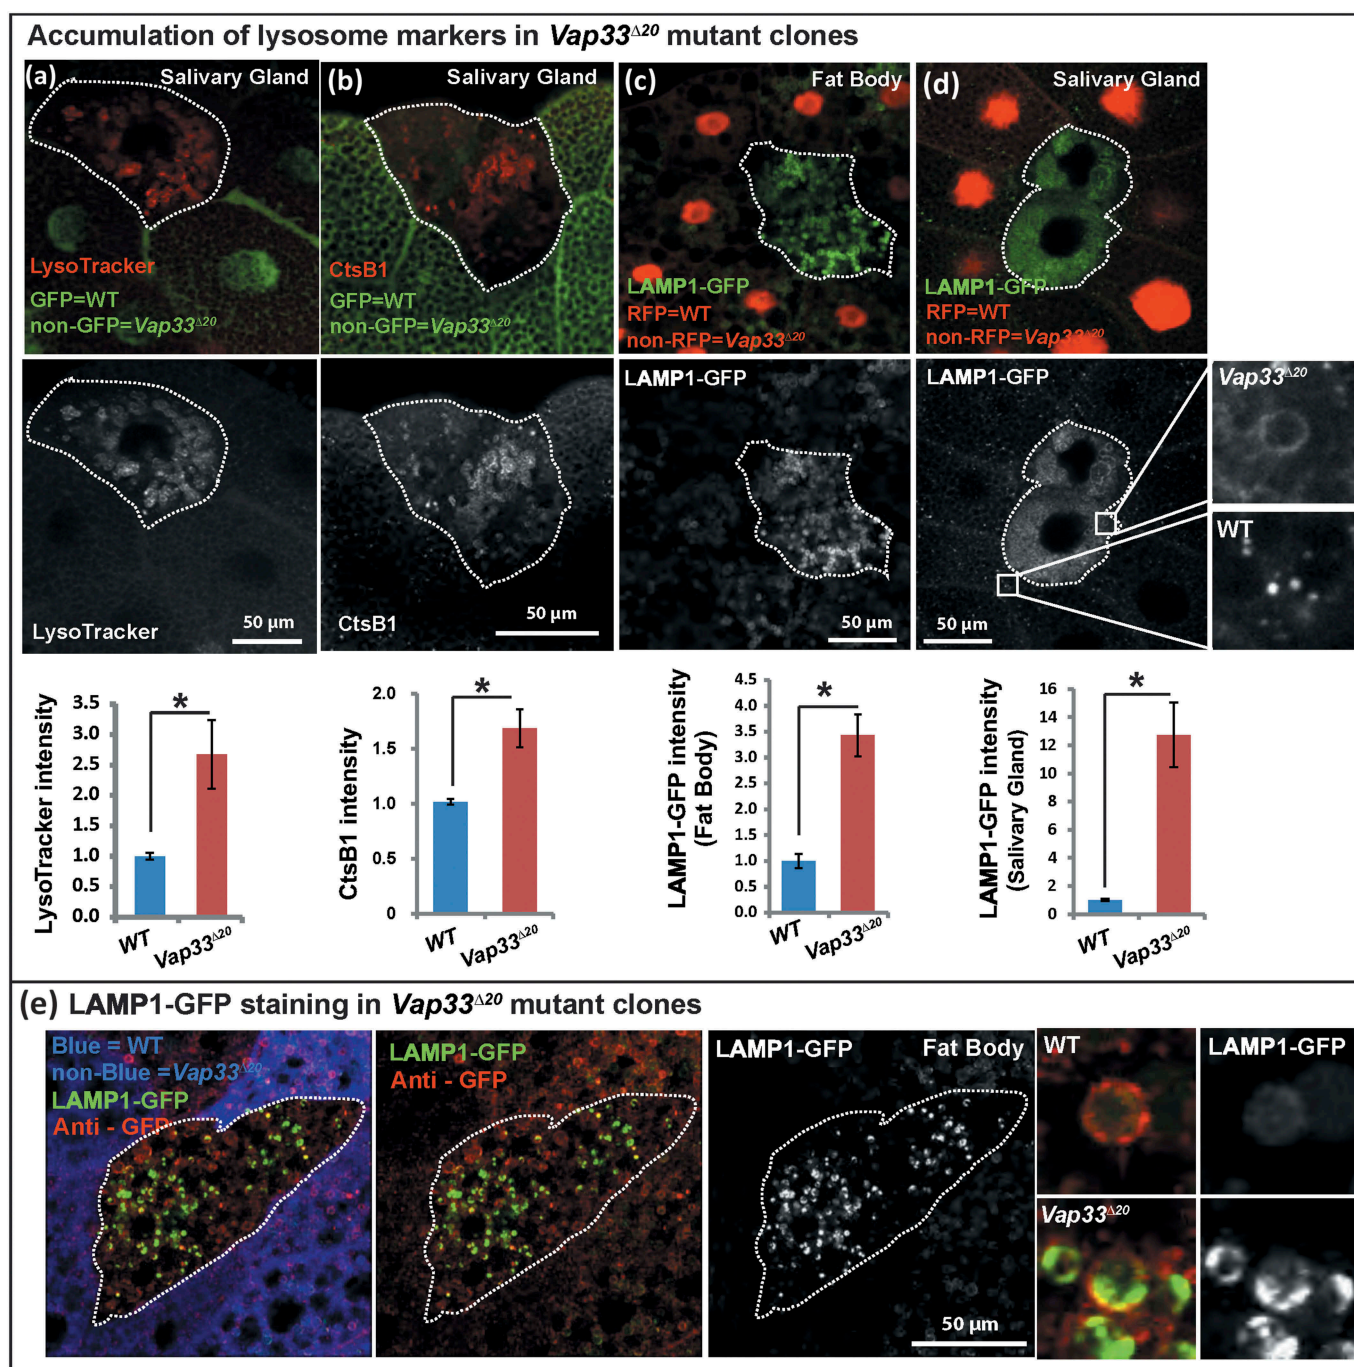 Accumulation of lysosome markers in Vap33Δ20 mutant clones
(a)
Salivary Gland
LysoTracker
GFP=WT
non-GFP=Vap33Δ20
(b)
Salivary Gland
CtsB1
GFP=WT
non-GFP=Vap33Δ20
(c)
Fat Body
LAMP1-GFP
RFP=WT
non-RFP=Vap33Δ20
(d)
Salivary Gland
LAMP1-GFP
RFP=WT
non-RFP=Vap33Δ20
LysoTracker
50 µm
CtsB1
50 µm
LAMP1-GFP
50 µm
LAMP1-GFP
50 µm
Vap33Δ20
WT
LysoTracker intensity
3.5
3.0
2.5
2.0
1.5
1.0
0.5
0.0
*
WT
Vap33Δ20
CtsB1 intensity
2.0
1.5
1.0
0.5
0
*
WT
Vap33Δ20
LAMP1-GFP intensity
(Fat Body)
4.5
4.0
3.5
3.0
2.5
2.0
1.5
1.0
0.5
0.0
*
WT
Vap33Δ20
LAMP1-GFP intensity
(Salivary Gland)
16
14
12
10
8
6
4
2
0
*
WT
Vap33Δ20
(e) LAMP1-GFP staining in Vap33Δ20 mutant clones
Blue = WT
non-Blue =Vap33Δ20
LAMP1-GFP
Anti - GFP
LAMP1-GFP
Anti - GFP
LAMP1-GFP
Fat Body
50 µm
WT
LAMP1-GFP
Vap33Δ20